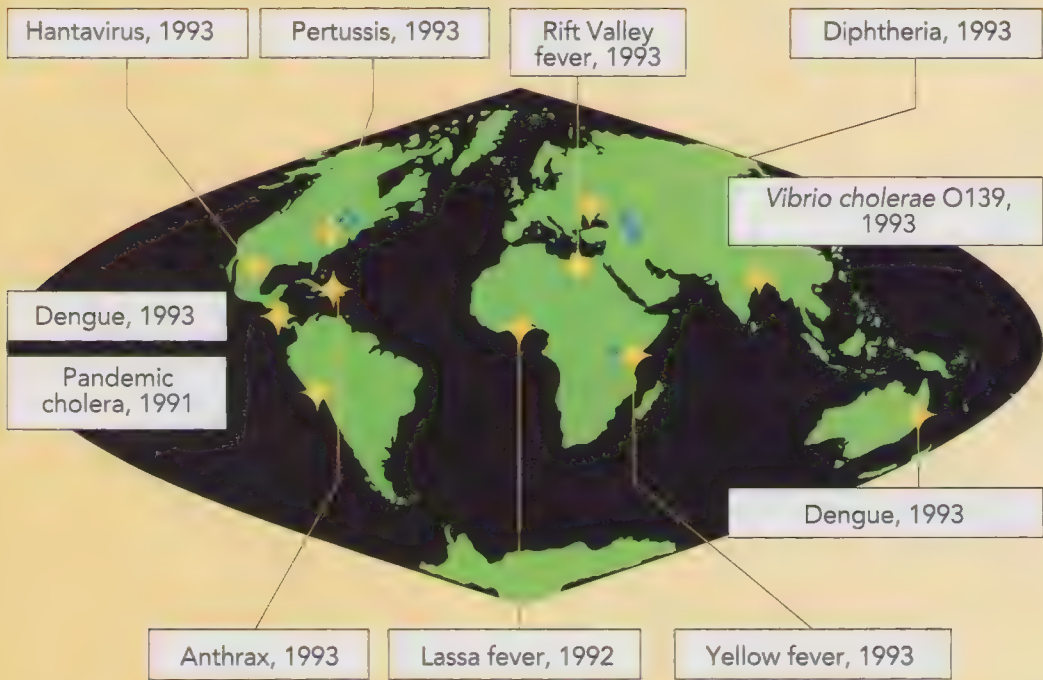 Hantavirus, 1993
Pertussis, 1993
Rift Valley
fever, 1993
Diphtheria, 1993
Vibrio cholerae O139,
1993
Dengue, 1993
Pandemic
cholera, 1991
Dengue, 1993
Anthrax, 1993
Lassa fever, 1992
Yellow fever, 1993